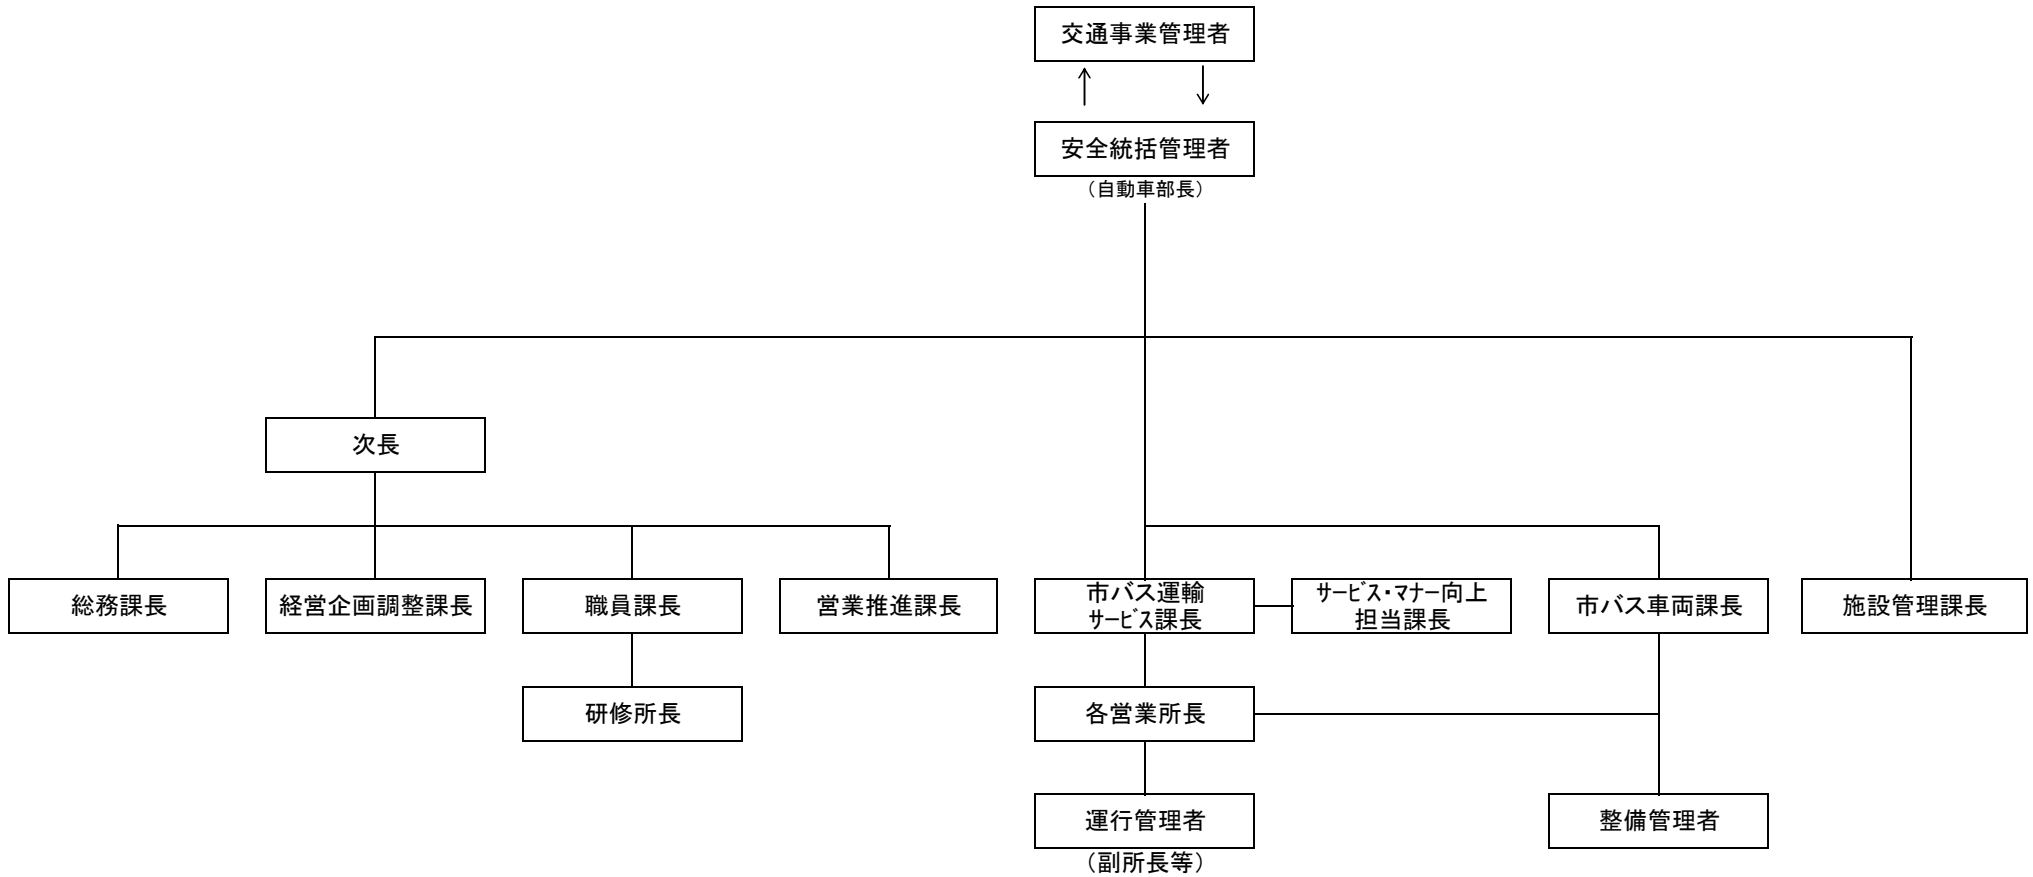 交通事業管理者
安全統括管理者
（自動車部長）
次長
総務課長
経営企画調整課長
職員課長
営業推進課長
市バス運輸
ｻｰﾋﾞｽ課長
ｻｰﾋﾞｽ・ﾏﾅｰ向上
担当課長
市バス車両課長
施設管理課長
研修所長
各営業所長
運行管理者
（副所長等）
整備管理者